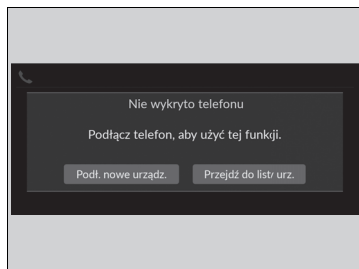 Nie wykryto telefonu
Podłącz telefon, aby użyć tej funkcji.
Podł. nowe urządz.
Przejdź do listy urz.